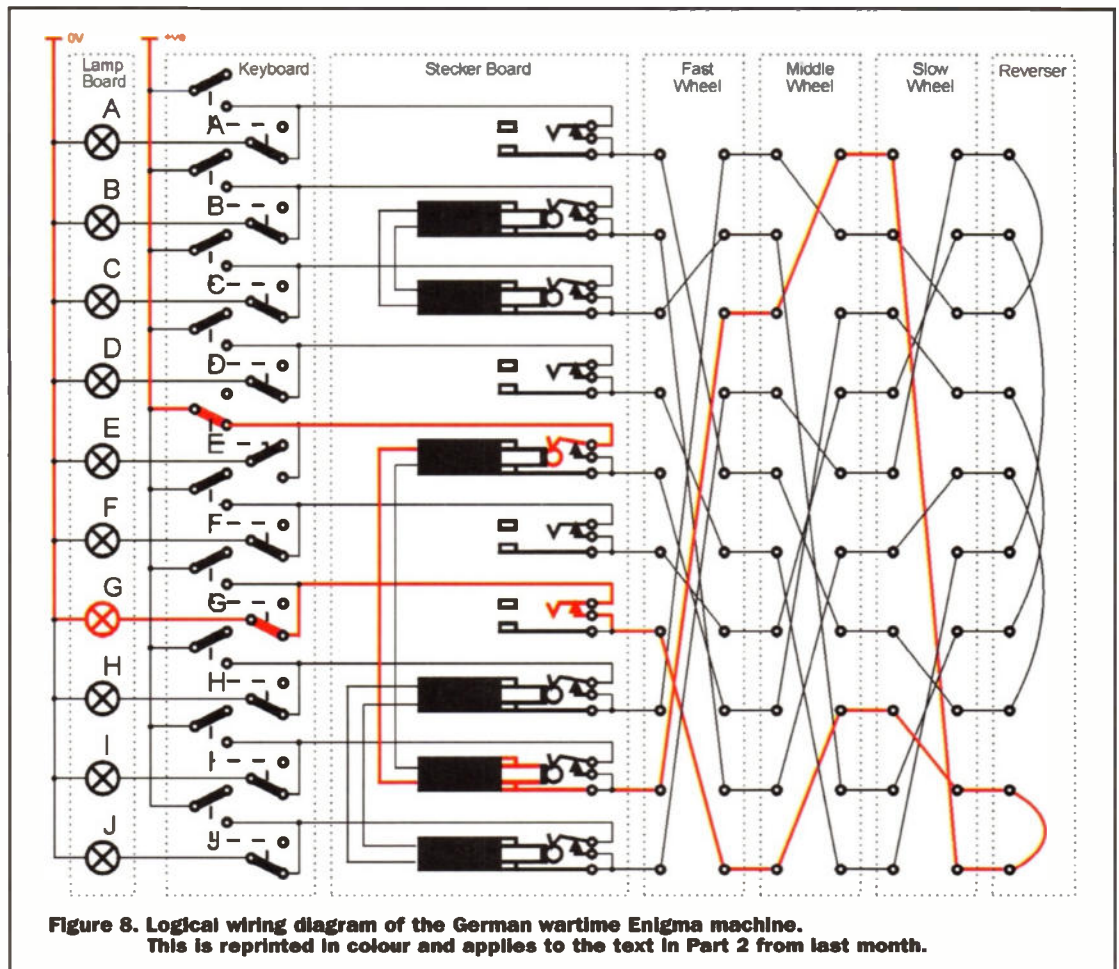 0V +ve
Lamp Board Keyboard Stecker Board Fast Wheel Middle Wheel Slow Wheel Reverser
A A
B B
C C
D D
E E
F F
G G
H H
I I
J J
Figure 8. Logical wiring diagram of the German wartime Enigma machine.
This is reprinted in colour and applies to the text in Part 2 from last month.